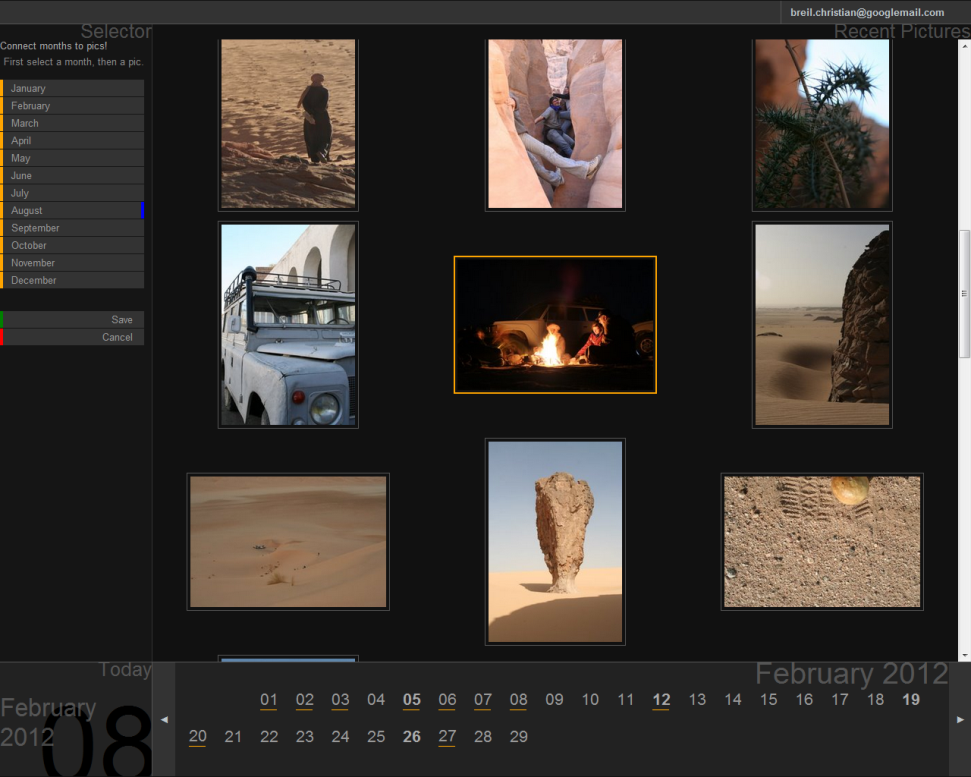 breil.christian@googlemail.com
Selector
Recent Pictures
Connect months to pics!
First select a month, then a pic.
January
February
March
April
May
June
July
August
September
October
November
December
Save
Cancel
Today
February
2012
08
February 2012
01 02 03 04 05 06 07 08 09 10 11 12 13 14 15 16 17 18 19
20 21 22 23 24 25 26 27 28 29